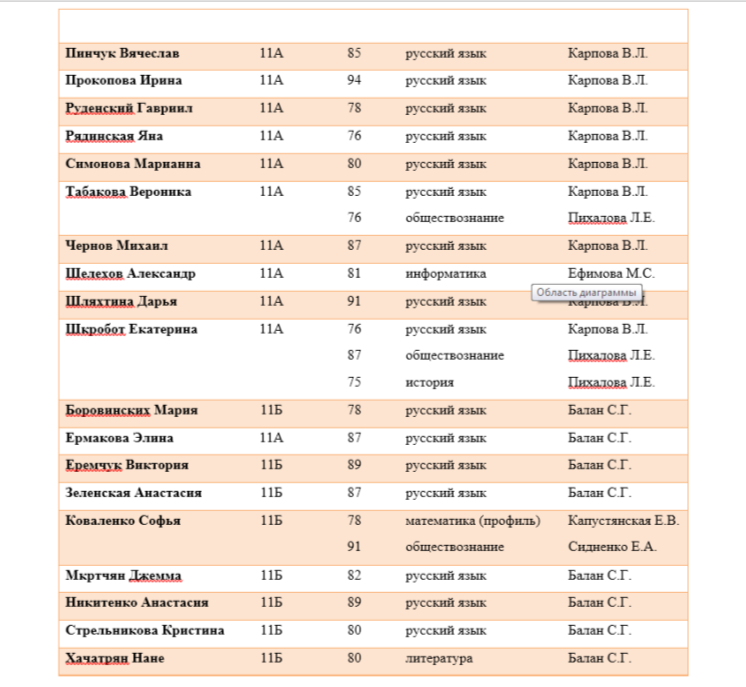 Пинчук Вячеслав 11А 85 русский язык Карпова В.Л.
Прокопова Ирина 11А 94 русский язык Карпова В.Л.
Руденский Гавриил 11А 78 русский язык Карпова В.Л.
Рядинская Яна 11А 76 русский язык Карпова В.Л.
Симонова Марианна 11А 80 русский язык Карпова В.Л.
Табакова Вероника 11А 85 русский язык Карпова В.Л.
76 обществознание Пихалова Л.Е.
Чернов Михаил 11А 87 русский язык Карпова В.Л.
Шелехов Александр 11А 81 информатика Ефимова М.С.
Область диаграммы
Шляхтина Дарья 11А 91 русский язык Карпова В.Л.
Шкробот Екатерина 11А 76 русский язык Карпова В.Л.
87 обществознание Пихалова Л.Е.
75 история Пихалова Л.Е.
Боровинских Мария 11Б 78 русский язык Балан С.Г.
Ермакова Элина 11А 87 русский язык Балан С.Г.
Еремчук Виктория 11Б 89 русский язык Балан С.Г.
Зеленская Анастасия 11Б 87 русский язык Балан С.Г.
Коваленко Софья 11Б 78 математика (профиль) Капустянская Е.В.
91 обществознание Сидненко Е.А.
Мкртчян Джемма 11Б 82 русский язык Балан С.Г.
Никитенко Анастасия 11Б 89 русский язык Балан С.Г.
Стрельникова Кристина 11Б 80 русский язык Балан С.Г.
Хачатрян Нане 11Б 80 литература Балан С.Г.